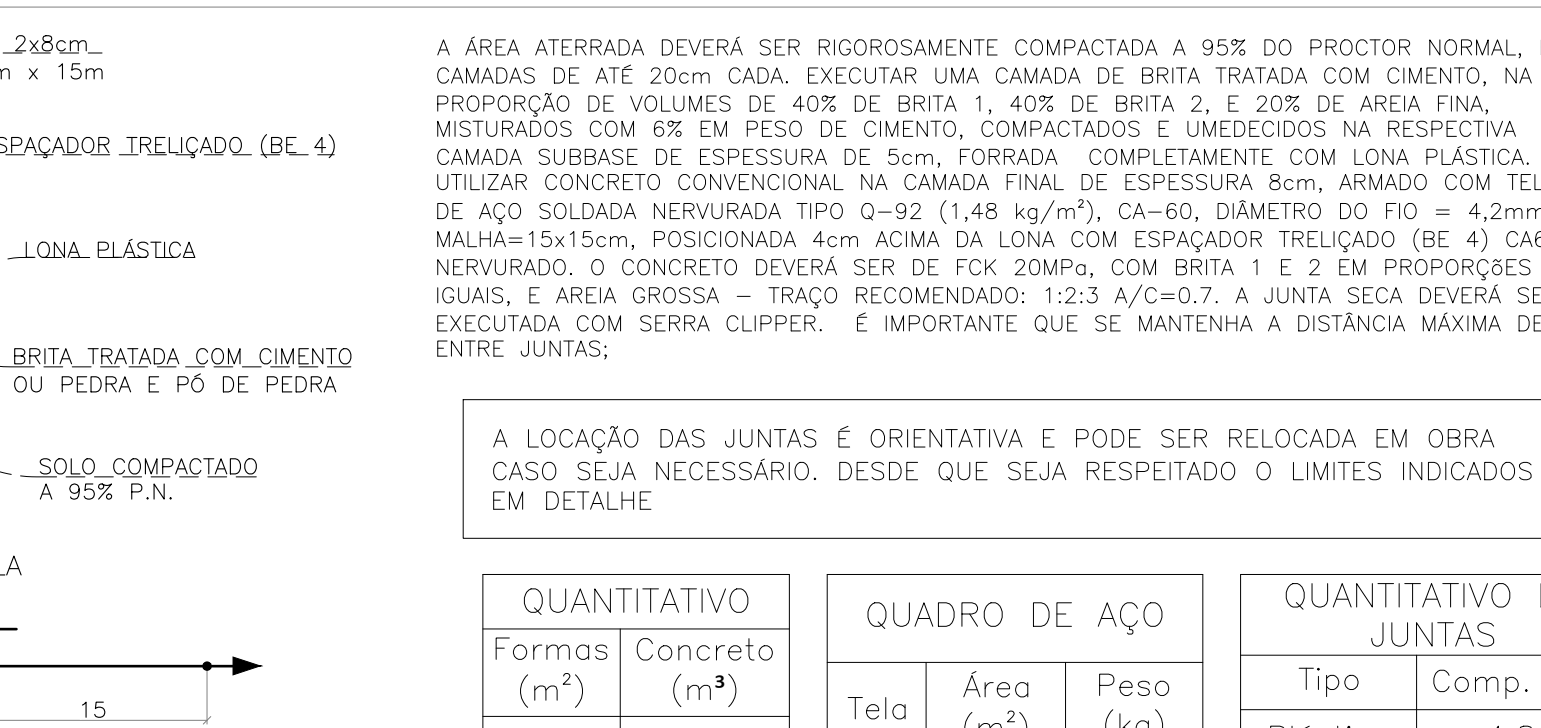 2x8cm
x 15m
ESPAÇADOR TRELIÇADO (BE 4)
LONA PLÁSTICA
BRITA TRATADA COM CIMENTO
OU PEDRA E PÓ DE PEDRA
SOLO COMPACTADO
A 95% P.N.
15
A ÁREA ATERRADA DEVERÁ SER RIGOROSAMENTE COMPACTADA A 95% DO PROCTOR NORMAL,
CAMADAS DE ATÉ 20cm CADA. EXECUTAR UMA CAMADA DE BRITA TRATADA COM CIMENTO, NA
PROPORÇÃO DE VOLUMES DE 40% DE BRITA 1, 40% DE BRITA 2, E 20% DE AREIA FINA,
MISTURADOS COM 6% EM PESO DE CIMENTO, COMPACTADOS E UMEDECIDOS NA RESPECTIVA
CAMADA SUBBASE DE ESPESSURA DE 5cm, FORRADA COMPLETAMENTE COM LONA PLÁSTICA.
UTILIZAR CONCRETO CONVENCIONAL NA CAMADA FINAL DE ESPESSURA 8cm, ARMADO COM TEL
DE AÇO SOLDADA NERVURADA TIPO Q-92 (1,48 kg/m²), CA-60, DIÂMETRO DO FIO = 4,2mm
MALHA=15x15cm, POSICIONADA 4cm ACIMA DA LONA COM ESPAÇADOR TRELIÇADO (BE 4) CA6
NERVURADO. O CONCRETO DEVERÁ SER DE FCK 20MPa, COM BRITA 1 E 2 EM PROPORÇõES
IGUAIS, E AREIA GROSSA – TRAÇO RECOMENDADO: 1:2:3 A/C=0.7. A JUNTA SECA DEVERÁ SE
EXECUTADA COM SERRA CLIPPER. É IMPORTANTE QUE SE MANTENHA A DISTÂNCIA MÁXIMA DE
ENTRE JUNTAS;
A LOCAÇÃO DAS JUNTAS É ORIENTATIVA E PODE SER RELOCADA EM OBRA
CASO SEJA NECESSÁRIO. DESDE QUE SEJA RESPEITADO O LIMITES INDICADOS
EM DETALHE
QUANTITATIVO
Formas (m²)
Concreto (m³)
QUADRO DE AÇO
Tela
Área (m²)
Peso (kg)
QUANTITATIVO
JUNTAS
Tipo
Comp.